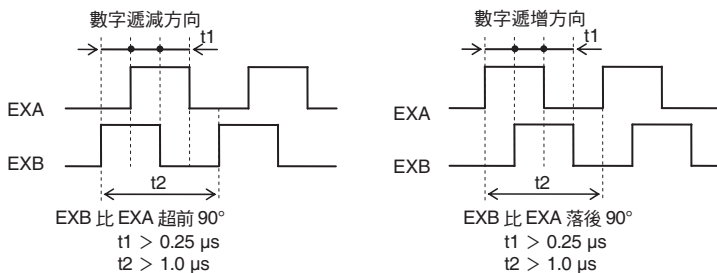 數字遞減方向
t1
EXA
EXB
t2
EXB 比 EXA 超前 90°
t1 > 0.25 µs
t2 > 1.0 µs
數字遞增方向
t1
EXA
EXB
t2
EXB 比 EXA 落後 90°
t1 > 0.25 µs
t2 > 1.0 µs